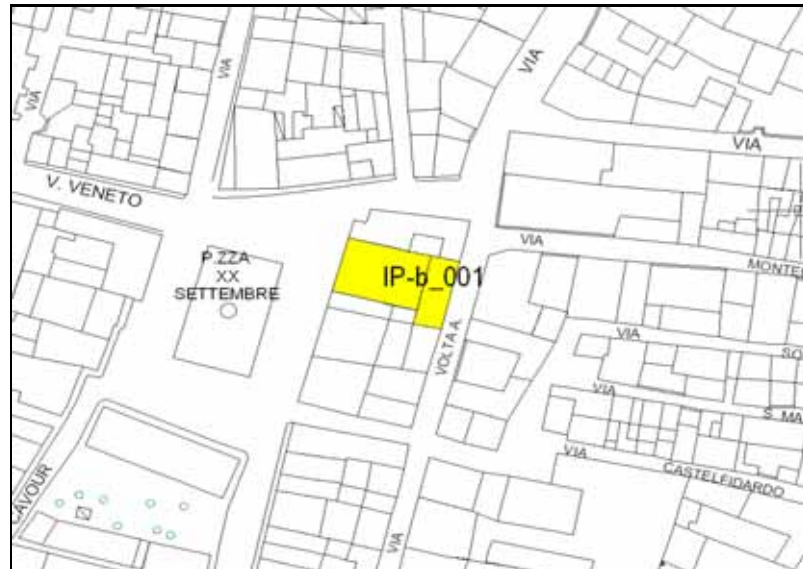 VIA
VIA
VIA
VIA
V. VENETO
P.ZZA
XX
SETTEMBRE
IP-b_001
VIA
MONTE
VOLTA A.
VIA
SO
VIA
S. MA
VIA
CASTELFIDARDO
CAVOUR
VIA